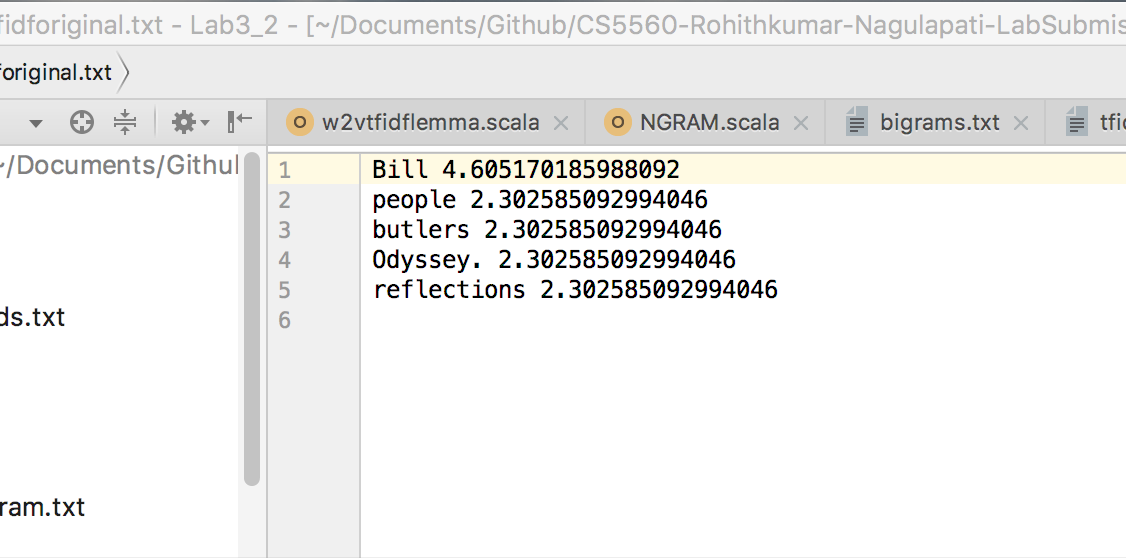 fidforiginal.txt - Lab3_2 - [~/Documents/Github/CS5560-Rohithkumar-Nagulapati-LabSubmis
foriginal.txt
w2vtfidflemma.scala NGRAM.scala bigrams.txt tfid
~/Documents/Github
1 Bill 4.605170185988092
2 people 2.302585092994046
3 butlers 2.302585092994046
4 Odyssey. 2.302585092994046
5 reflections 2.302585092994046
6
ds.txt
ram.txt